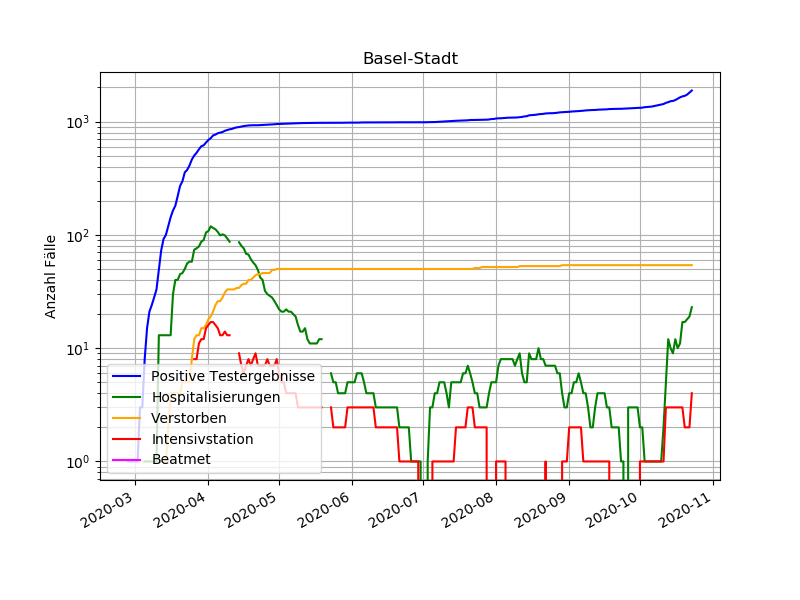 Basel-Stadt
Anzahl Fälle
10³
10²
10¹
10⁰
Positive Testergebnisse
Hospitalisierungen
Verstorben
Intensivstation
Beatmet
2020-03
2020-04
2020-05
2020-06
2020-07
2020-08
2020-09
2020-10
2020-11